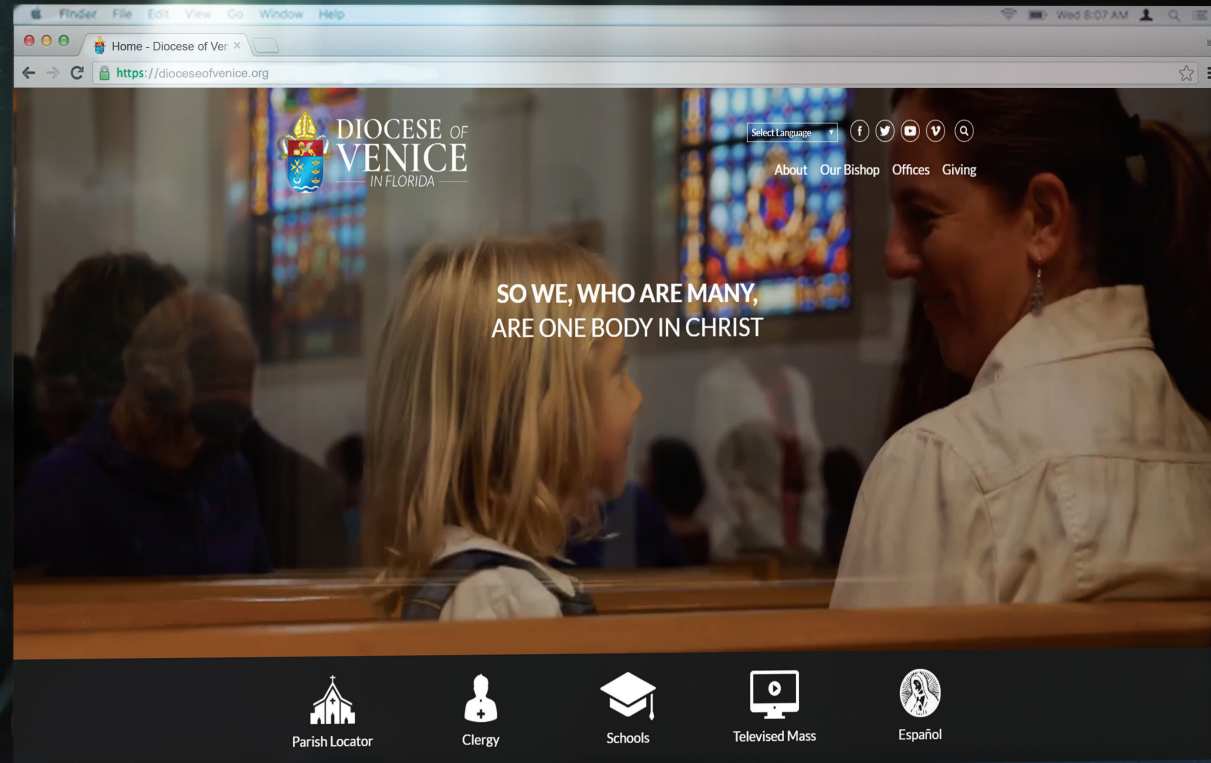 Finder File Edit View Go Window Help
Wed 8:07 AM
Home - Diocese of Ver
https://dioceseofvenice.org
DIOCESE OF
VENICE
IN FLORIDA
Select Language
About Our Bishop Offices Giving
SO WE, WHO ARE MANY,
ARE ONE BODY IN CHRIST
Parish Locator
Clergy
Schools
Televised Mass
Español